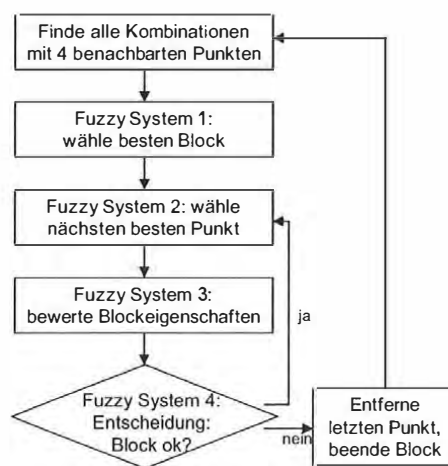 Finde alle Kombinationen
mit 4 benachbarten Punkten
Fuzzy System 1:
wähle besten Block
Fuzzy System 2: wähle
nächsten besten Punkt
Fuzzy System 3:
bewerte Blockeigenschaften
ja
Fuzzy System 4:
Entscheidung:
Block ok?
nein
Entferne
letzten Punkt,
beende Block